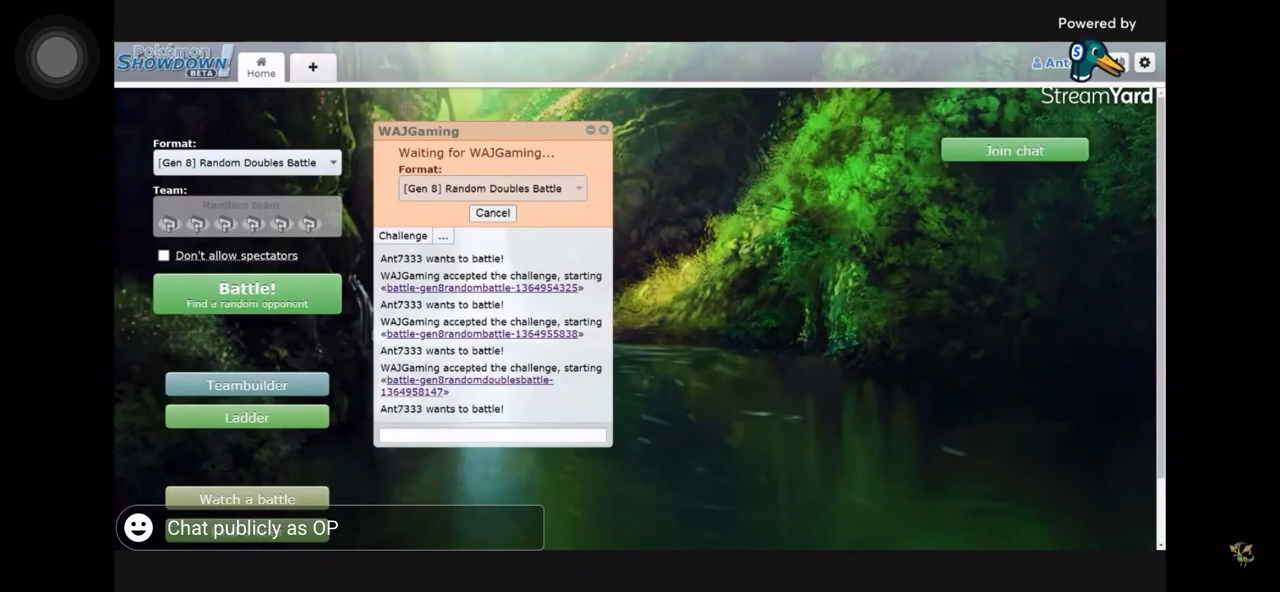 Powered by
Pokémon
SHOWDOWN!
BETA
Home
+
Ant
S
StreamYard
Format:
[Gen 8] Random Doubles Battle
Team:
Random team
Don't allow spectators
Battle!
Find a random opponent
Teambuilder
Ladder
Watch a battle
Chat publicly as OP
WAJGaming
Waiting for WAJGaming...
Format:
[Gen 8] Random Doubles Battle
Cancel
Challenge ...
Ant7333 wants to battle!
WAJGaming accepted the challenge, starting
«battle-gen8randombattle-1364954325»
Ant7333 wants to battle!
WAJGaming accepted the challenge, starting
«battle-gen8randombattle-1364955838»
Ant7333 wants to battle!
WAJGaming accepted the challenge, starting
«battle-gen8randomdoublesbattle-
1364958147»
Ant7333 wants to battle!
Join chat